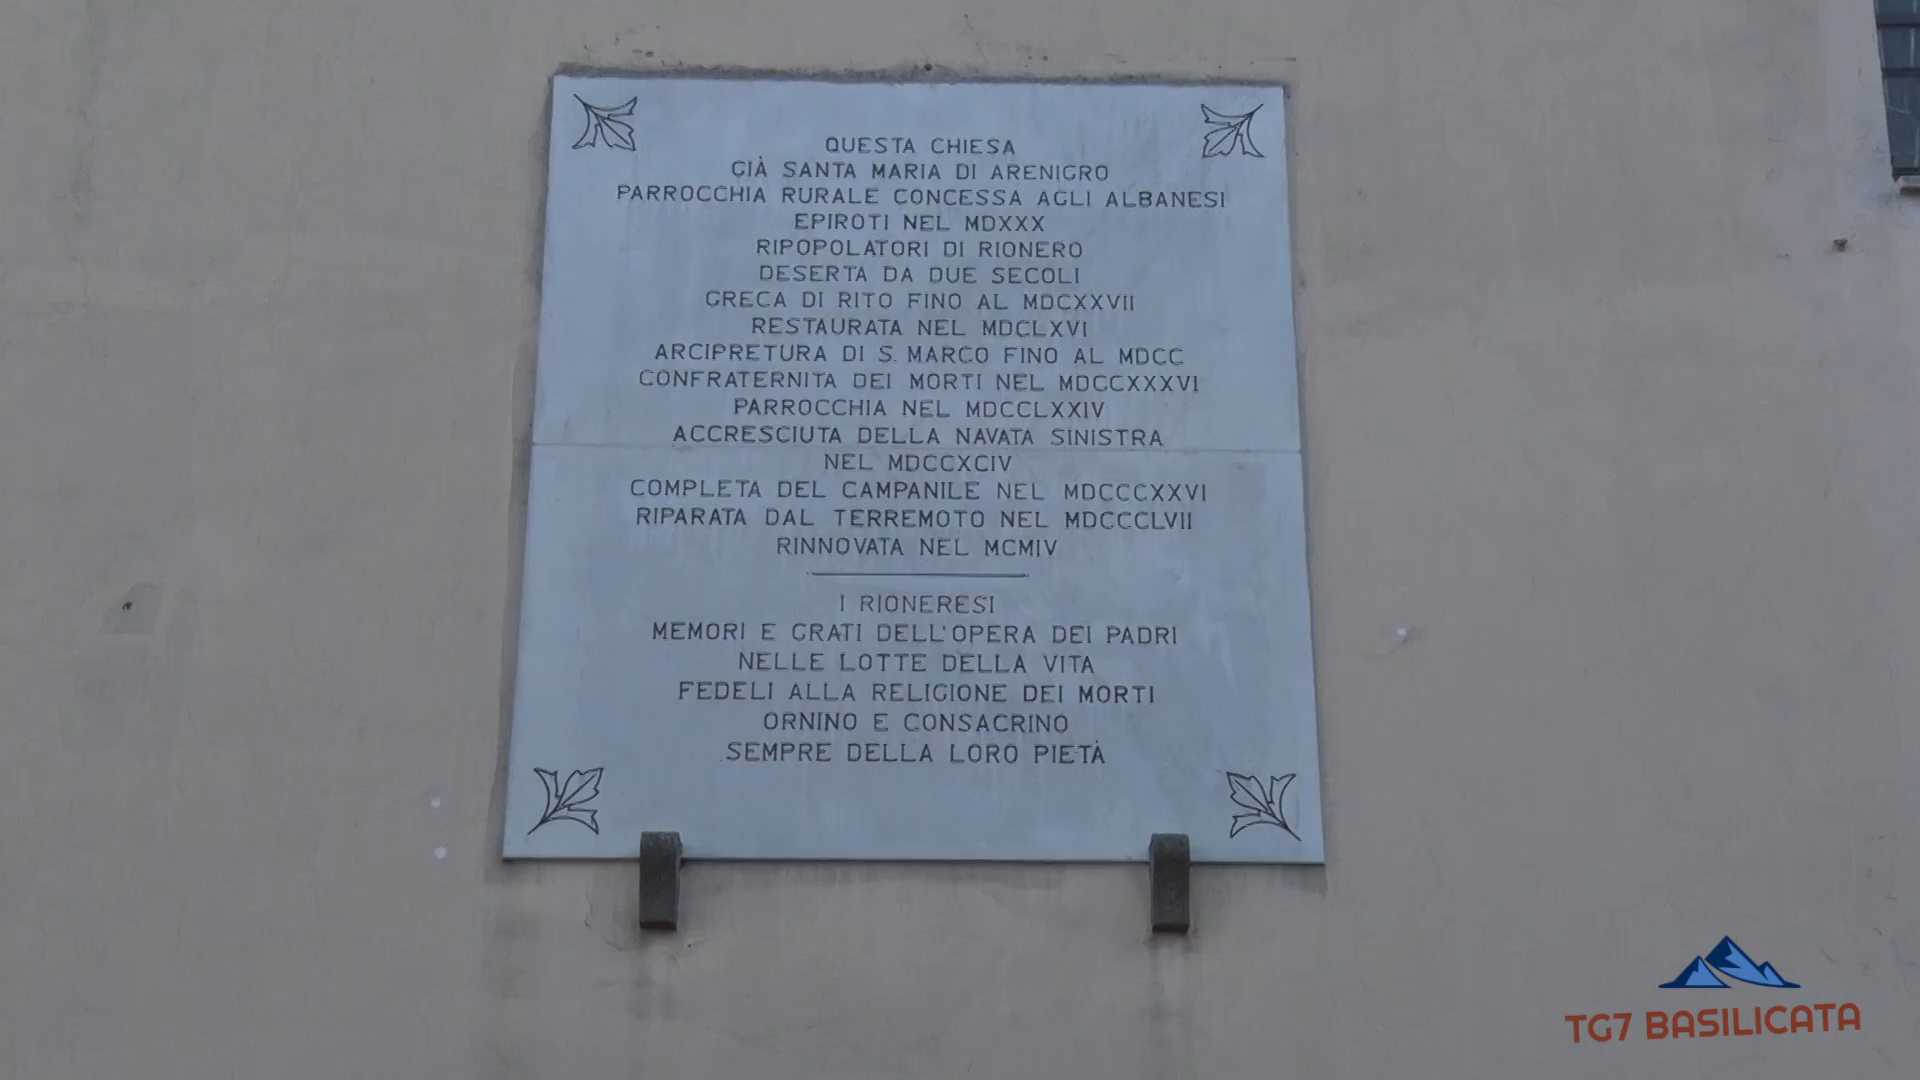 QUESTA CHIESA
GIÀ SANTA MARIA DI ARENIGRO
PARROCCHIA RURALE CONCESSA AGLI ALBANESI
EPIROTI NEL MDXXX
RIPOPOLATORI DI RIONERO
DESERTA DA DUE SECOLI
GRECA DI RITO FINO AL MDCXXVII
RESTAURATA NEL MDCLXVI
ARCIPRETURA DI S. MARCO FINO AL MDCC
CONFRATERNITA DEI MORTI NEL MDCCXXXVI
PARROCCHIA NEL MDCCLXXIV
ACCRESCIUTA DELLA NAVATA SINISTRA
NEL MDCCXCIV
COMPLETA DEL CAMPANILE NEL MDCCCXXVI
RIPARATA DAL TERREMOTO NEL MDCCCLVII
RINNOVATA NEL MCMIV
I RIONERESI
MEMORI E GRATI DELL'OPERA DEI PADRI
NELLE LOTTE DELLA VITA
FEDELI ALLA RELIGIONE DEI MORTI
ORNINO E CONSACRINO
SEMPRE DELLA LORO PIETÀ
TG7 BASILICATA